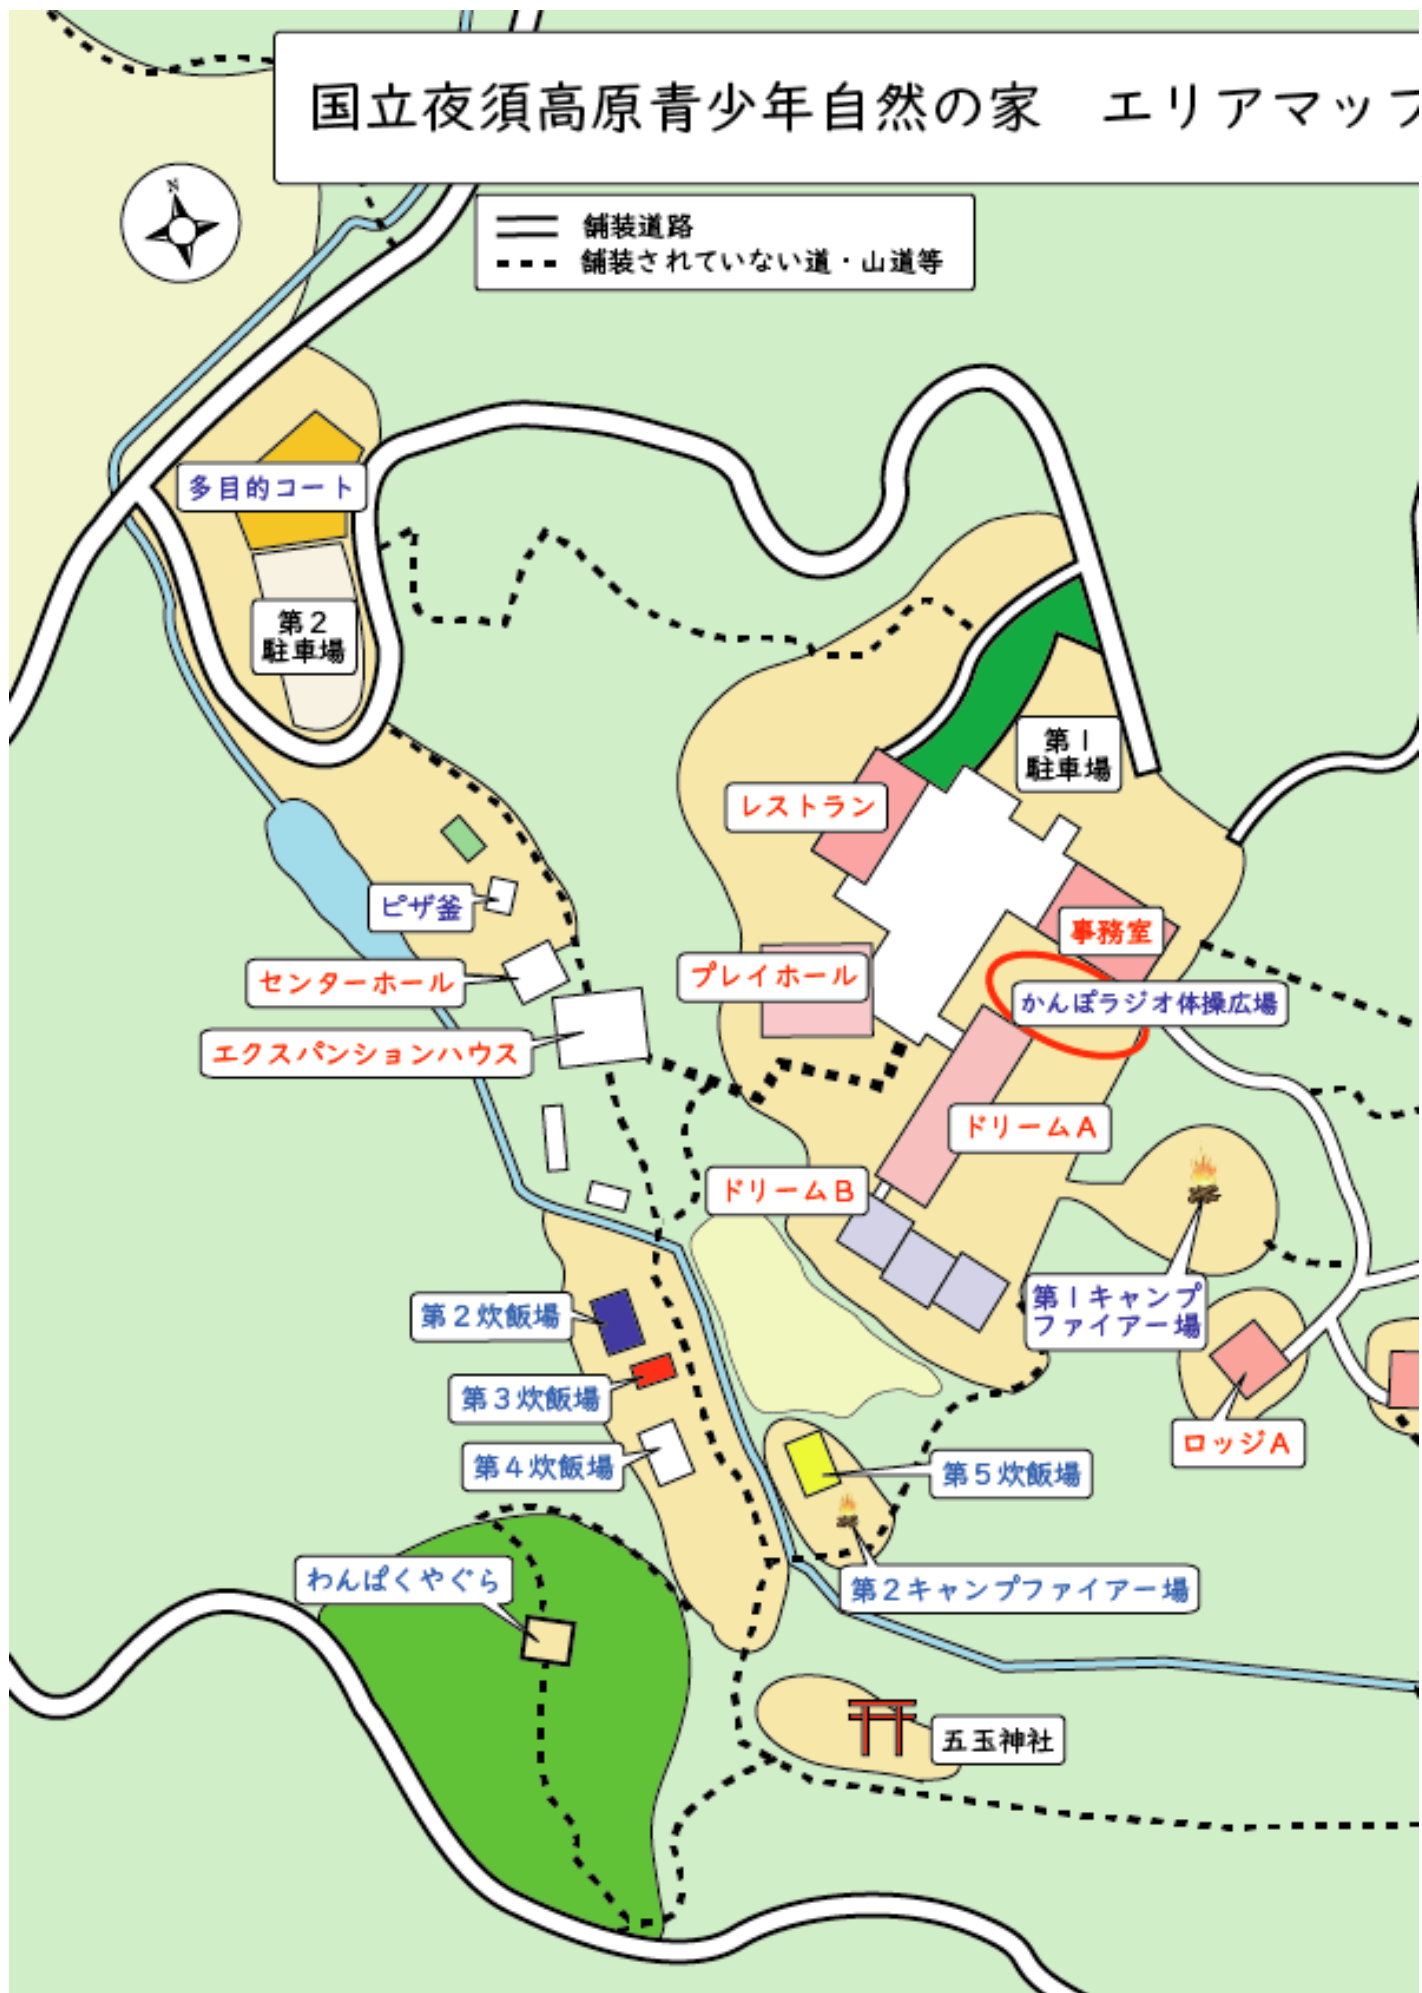 国立夜須高原青少年自然の家　エリアマップ
N
舗装道路
舗装されていない道・山道等
多目的コート
第２
駐車場
第１
駐車場
レストラン
ピザ釜
事務室
センターホール
プレイホール
かんぽラジオ体操広場
エクスパンションハウス
ドリームＡ
ドリームＢ
第１キャンプ
ファイアー場
第２炊飯場
第３炊飯場
ロッジＡ
第４炊飯場
第５炊飯場
わんぱくやぐら
第２キャンプファイアー場
五玉神社